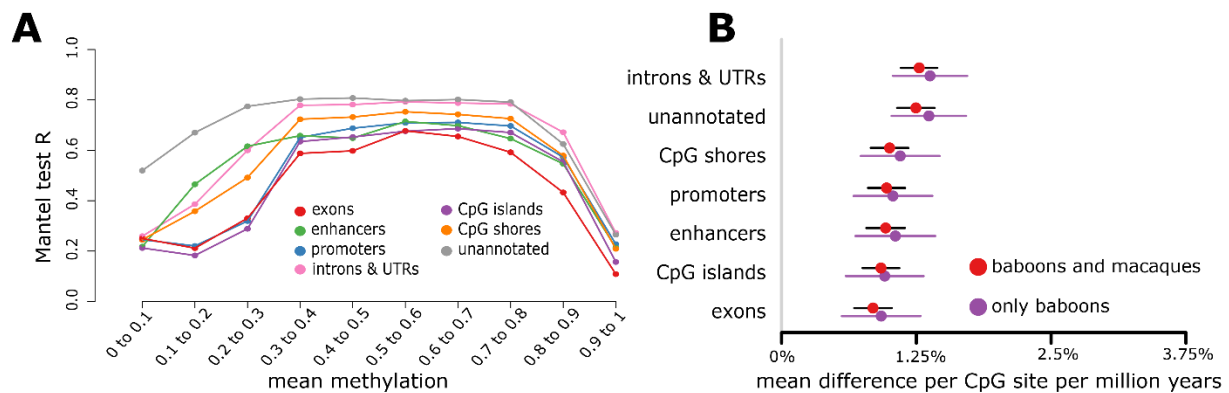 A
Mantel test R
1.0
0.8
0.6
0.4
0.2
0.0
exons
enhancers
promoters
introns & UTRs
CpG islands
CpG shores
unannotated
0 to 0.1
0.1 to 0.2
0.2 to 0.3
0.3 to 0.4
0.4 to 0.5
0.5 to 0.6
0.6 to 0.7
0.7 to 0.8
0.8 to 0.9
0.9 to 1
mean methylation
B
introns & UTRs
unannotated
CpG shores
promoters
enhancers
CpG islands
exons
baboons and macaques
only baboons
0%
1.25%
2.5%
3.75%
mean difference per CpG site per million years